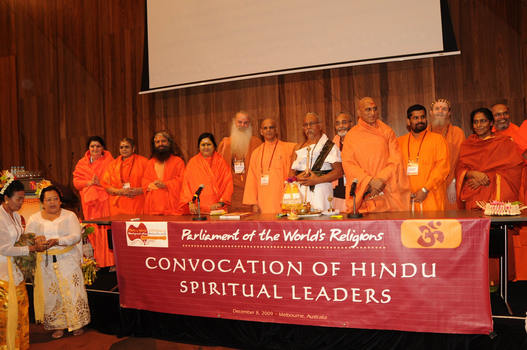 Parliament of the World's Religions
ॐ
CONVOCATION OF HINDU
SPIRITUAL LEADERS
December 8, 2009 - Melbourne, Australia